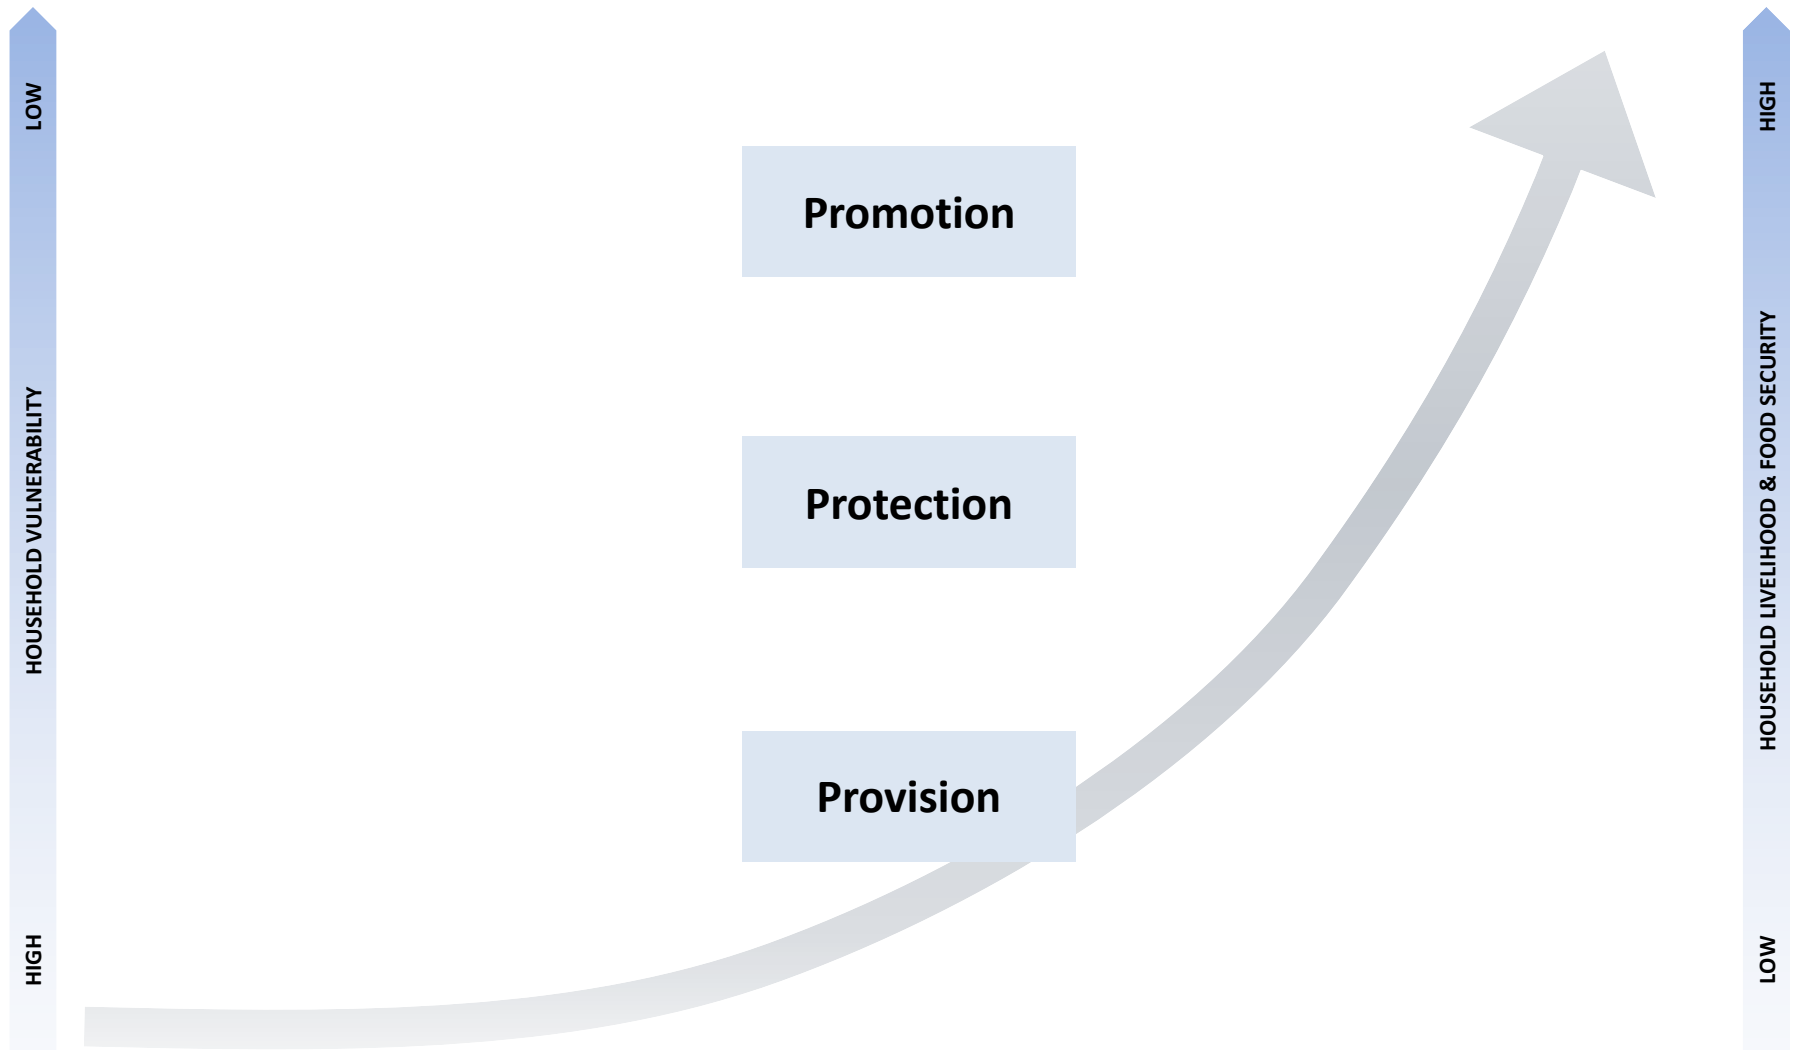 LOW
HOUSEHOLD VULNERABILITY
HIGH
Promotion
Protection
Provision
HIGH
HOUSEHOLD LIVELIHOOD & FOOD SECURITY
LOW